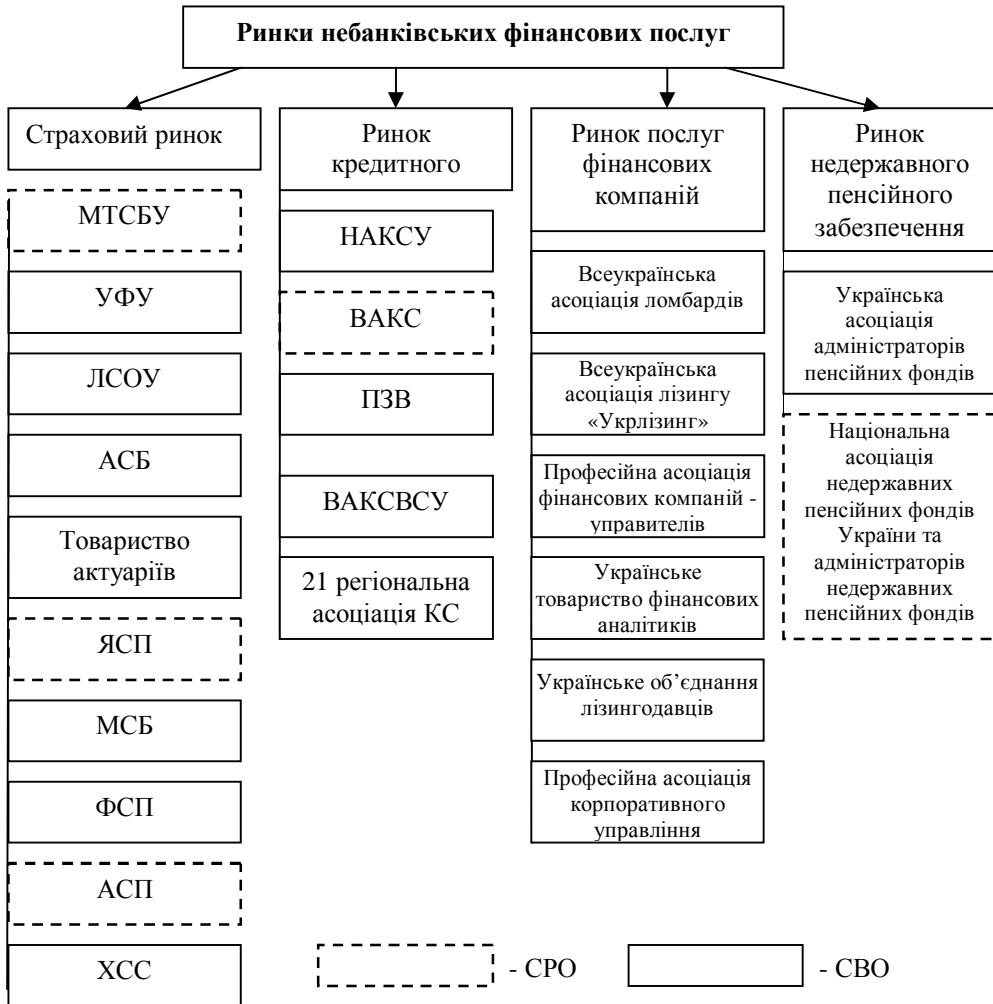 Ринки небанківських фінансових послуг
Страховий ринок
МТСБУ
УФУ
ЛСОУ
АСБ
Товариство
актуаріїв
ЯСП
МСБ
ФСП
АСП
ХСС
Ринок
кредитного
НАКСУ
ВАКС
ПЗВ
ВАКСВСУ
21 регіональна
асоціація КС
Ринок послуг
фінансових
компаній
Всеукраїнська
асоціація ломбардів
Всеукраїнська
асоціація лізингу
«Укрлізинг»
Професійна асоціація
фінансових компаній -
управителів
Українське
товариство фінансових
аналітиків
Українське об’єднання
лізингодавців
Професійна асоціація
корпоративного
управління
Ринок
недержавного
пенсійного
забезпечення
Українська
асоціація
адміністраторів
пенсійних фондів
Національна
асоціація
недержавних
пенсійних фондів
України та
адміністраторів
недержавних
пенсійних фондів
- СРО
- СВО